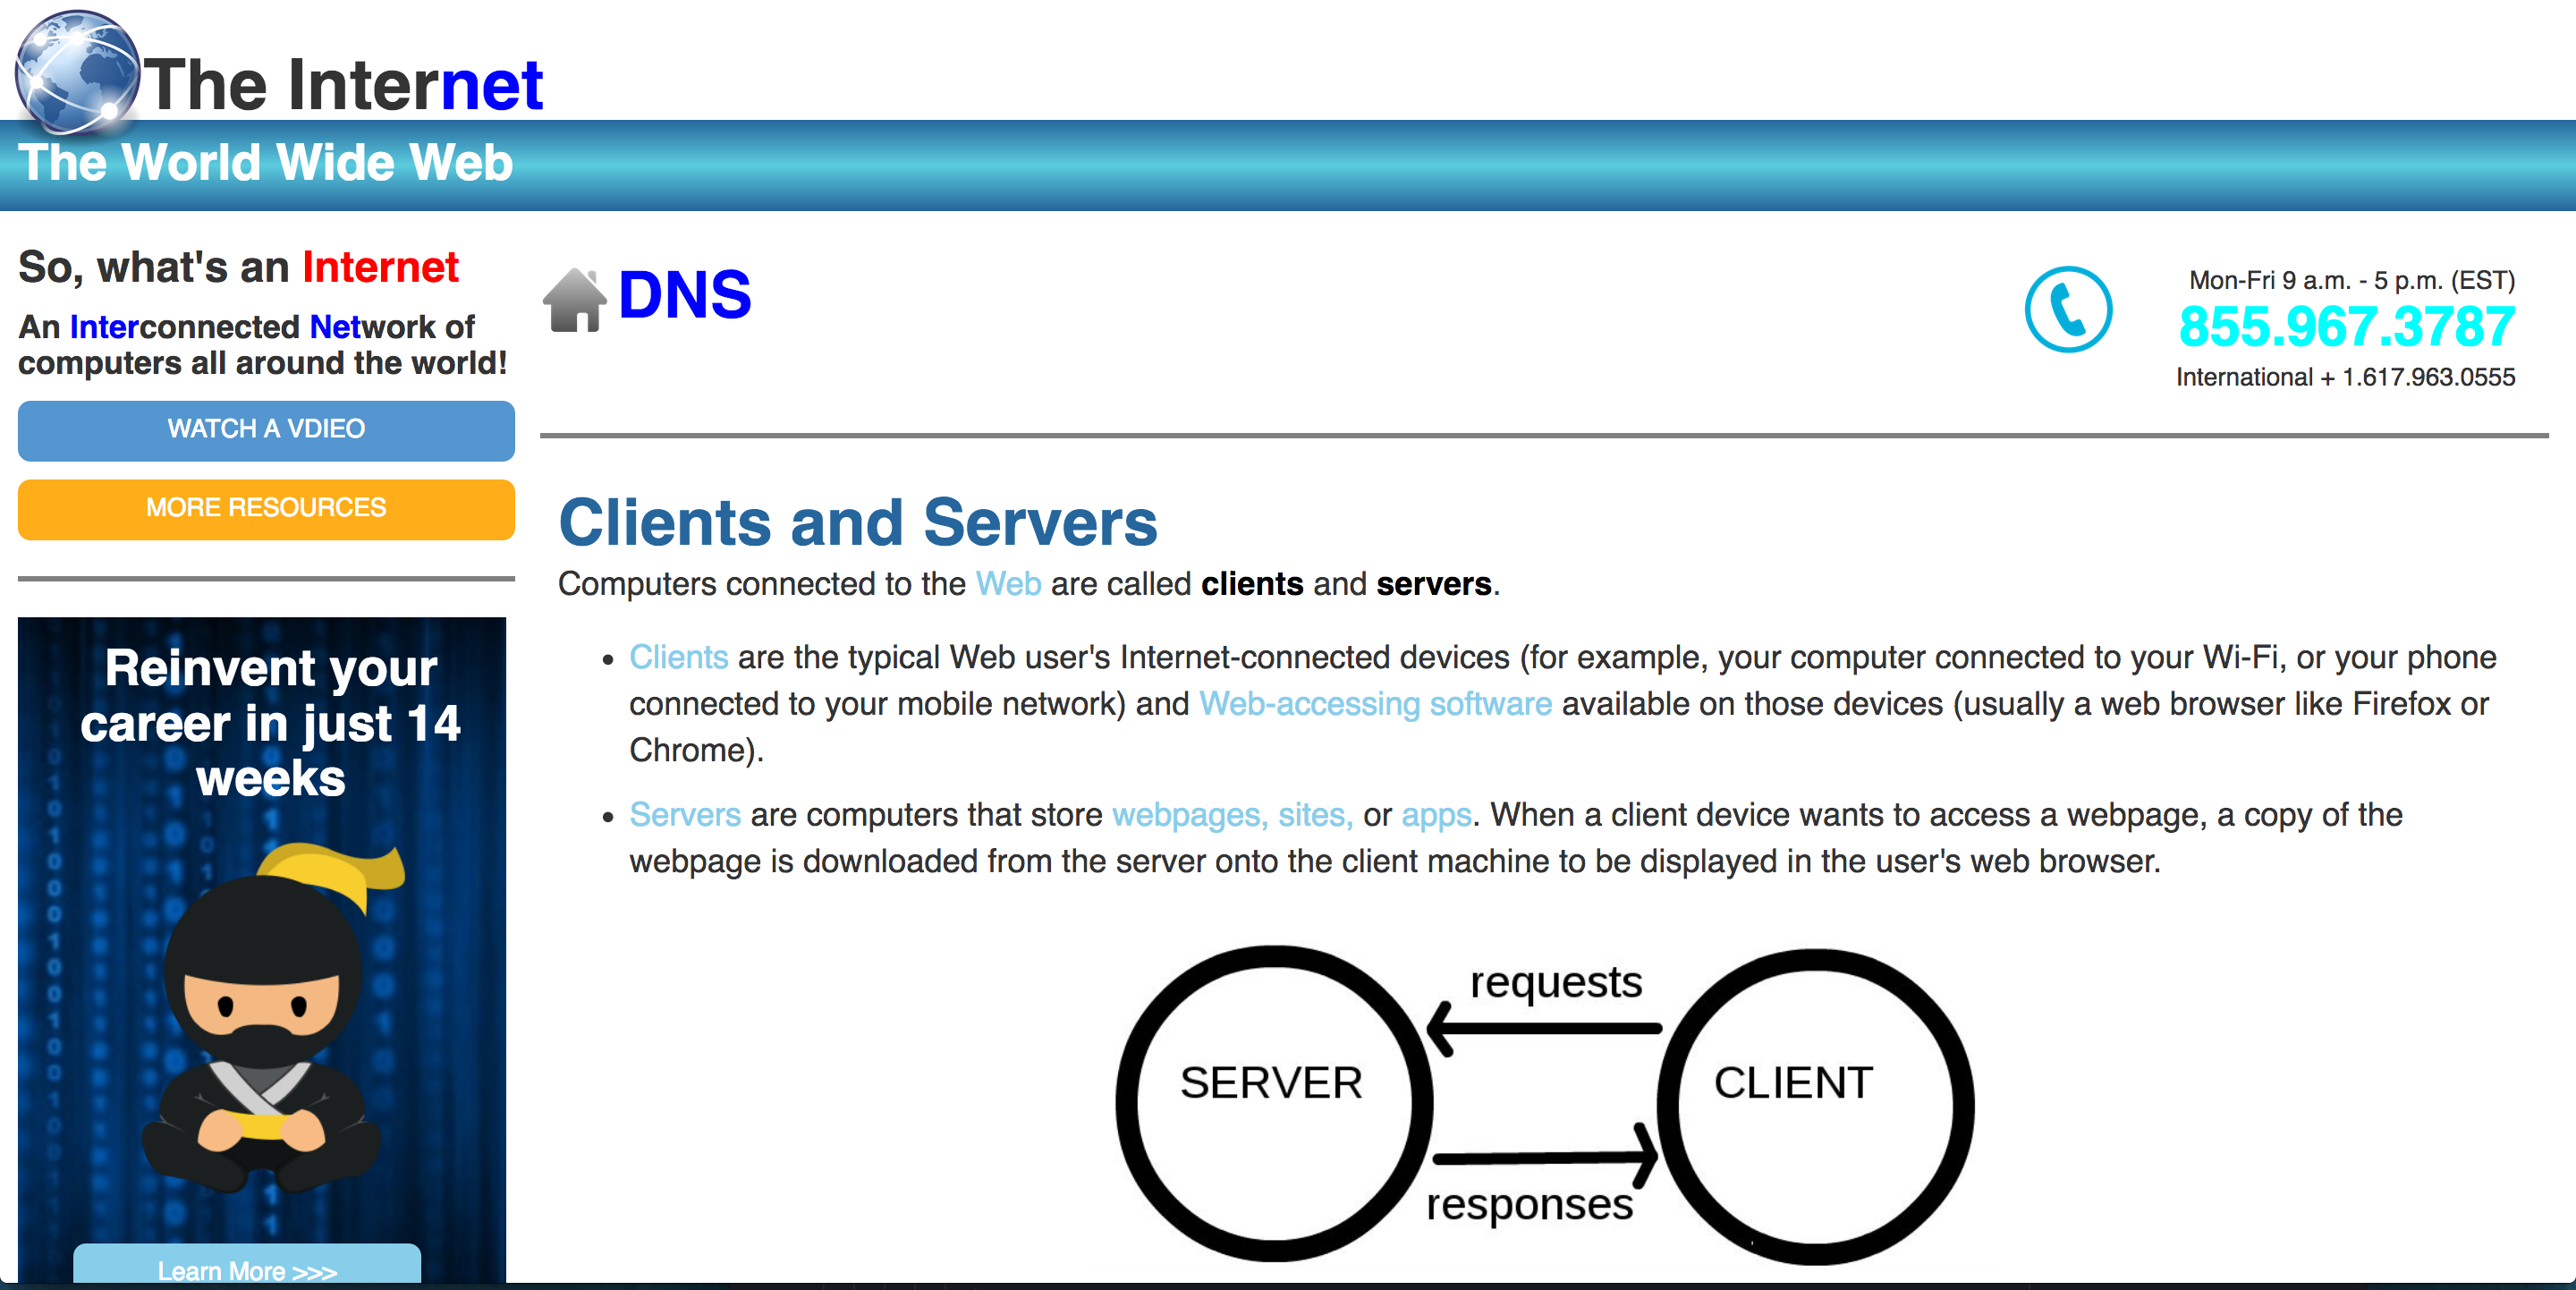 The Internet
The World Wide Web
So, what's an Internet
An Interconnected Network of
computers all around the world!
WATCH A VDIEO
MORE RESOURCES
Reinvent your
career in just 14
weeks
Learn More >>>
DNS
Mon-Fri 9 a.m. - 5 p.m. (EST)
855.967.3787
International + 1.617.963.0555
Clients and Servers
Computers connected to the Web are called clients and servers.
• Clients are the typical Web user's Internet-connected devices (for example, your computer connected to your Wi-Fi, or your phone
connected to your mobile network) and Web-accessing software available on those devices (usually a web browser like Firefox or
Chrome).
• Servers are computers that store webpages, sites, or apps. When a client device wants to access a webpage, a copy of the
webpage is downloaded from the server onto the client machine to be displayed in the user's web browser.
requests
SERVER
CLIENT
responses